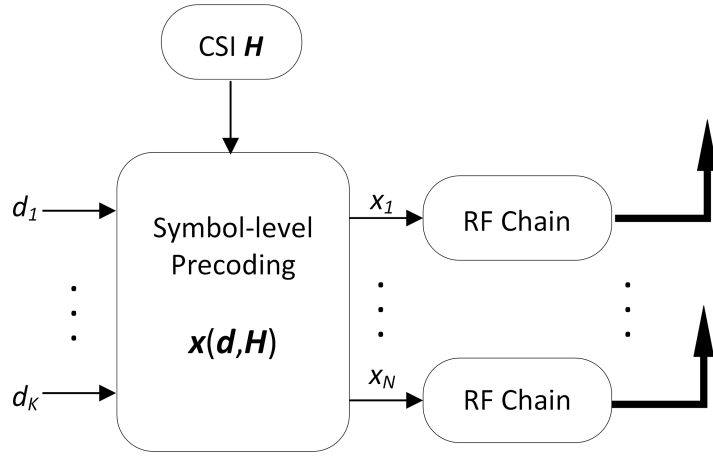 CSI H
d1
Symbol-level
Precoding
x(d,H)
dK
x1
RF Chain
xN
RF Chain